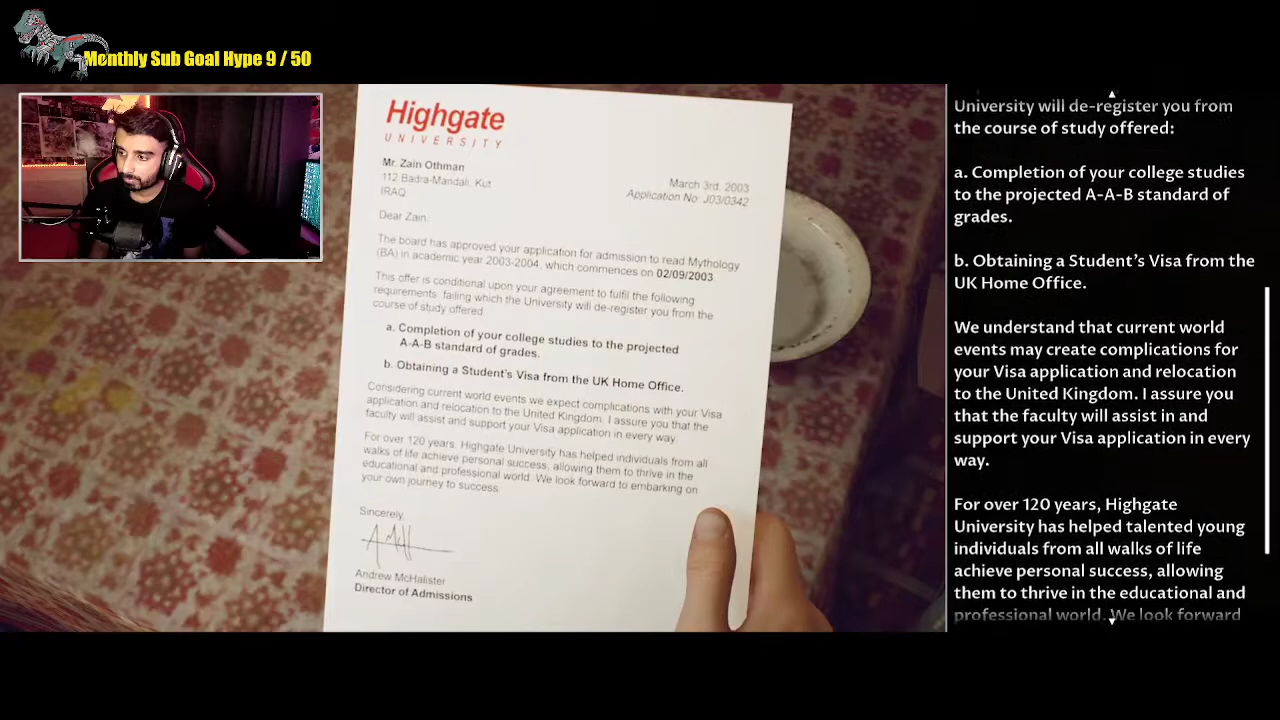 Monthly Sub Goal Hype 9 / 50
Highgate
UNIVERSITY
Mr. Zain Othman
112 Badra-Mandali, Kut
IRAQ
March 3rd, 2003
Application No: J03/0342
Dear Zain,
The board has approved your application for admission to read Mythology
(BA) in academic year 2003-2004, which commences on 02/09/2003.
This offer is conditional upon your agreement to fulfil the following
requirements, failing which the University will de-register you from the
course of study offered:
a. Completion of your college studies to the projected
A-A-B standard of grades.
b. Obtaining a Student's Visa from the UK Home Office.
Considering current world events we expect complications with your Visa
application and relocation to the United Kingdom. I assure you that the
faculty will assist and support your Visa application in every way.
For over 120 years, Highgate University has helped individuals from all
walks of life achieve personal success, allowing them to thrive in the
educational and professional world. We look forward to embarking on
your own journey to success.
Sincerely,
Andrew McHalister
Director of Admissions
University will de-register you from
the course of study offered:
a. Completion of your college studies
to the projected A-A-B standard of
grades.
b. Obtaining a Student's Visa from the
UK Home Office.
We understand that current world
events may create complications for
your Visa application and relocation
to the United Kingdom. I assure you
that the faculty will assist in and
support your Visa application in every
way.
For over 120 years, Highgate
University has helped talented young
individuals from all walks of life
achieve personal success, allowing
them to thrive in the educational and
professional world. We look forward